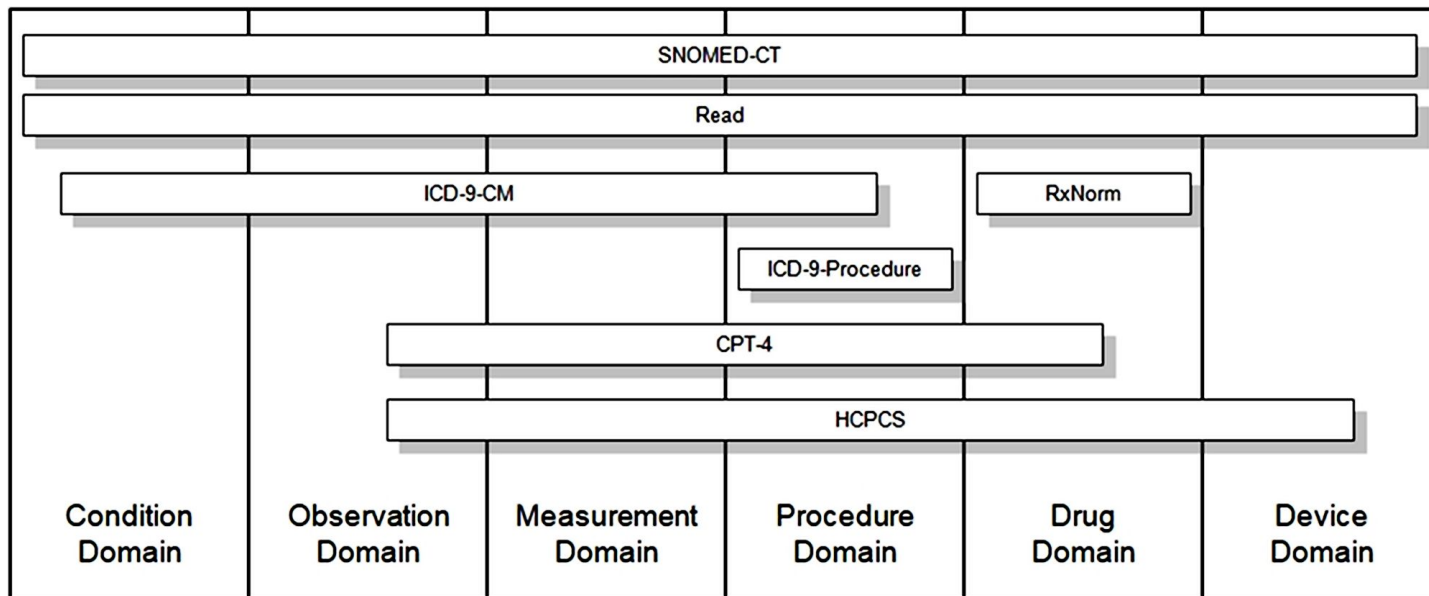 SNOMED-CT
Read
ICD-9-CM
RxNorm
ICD-9-Procedure
CPT-4
HCPCS
Condition Domain
Observation Domain
Measurement Domain
Procedure Domain
Drug Domain
Device Domain